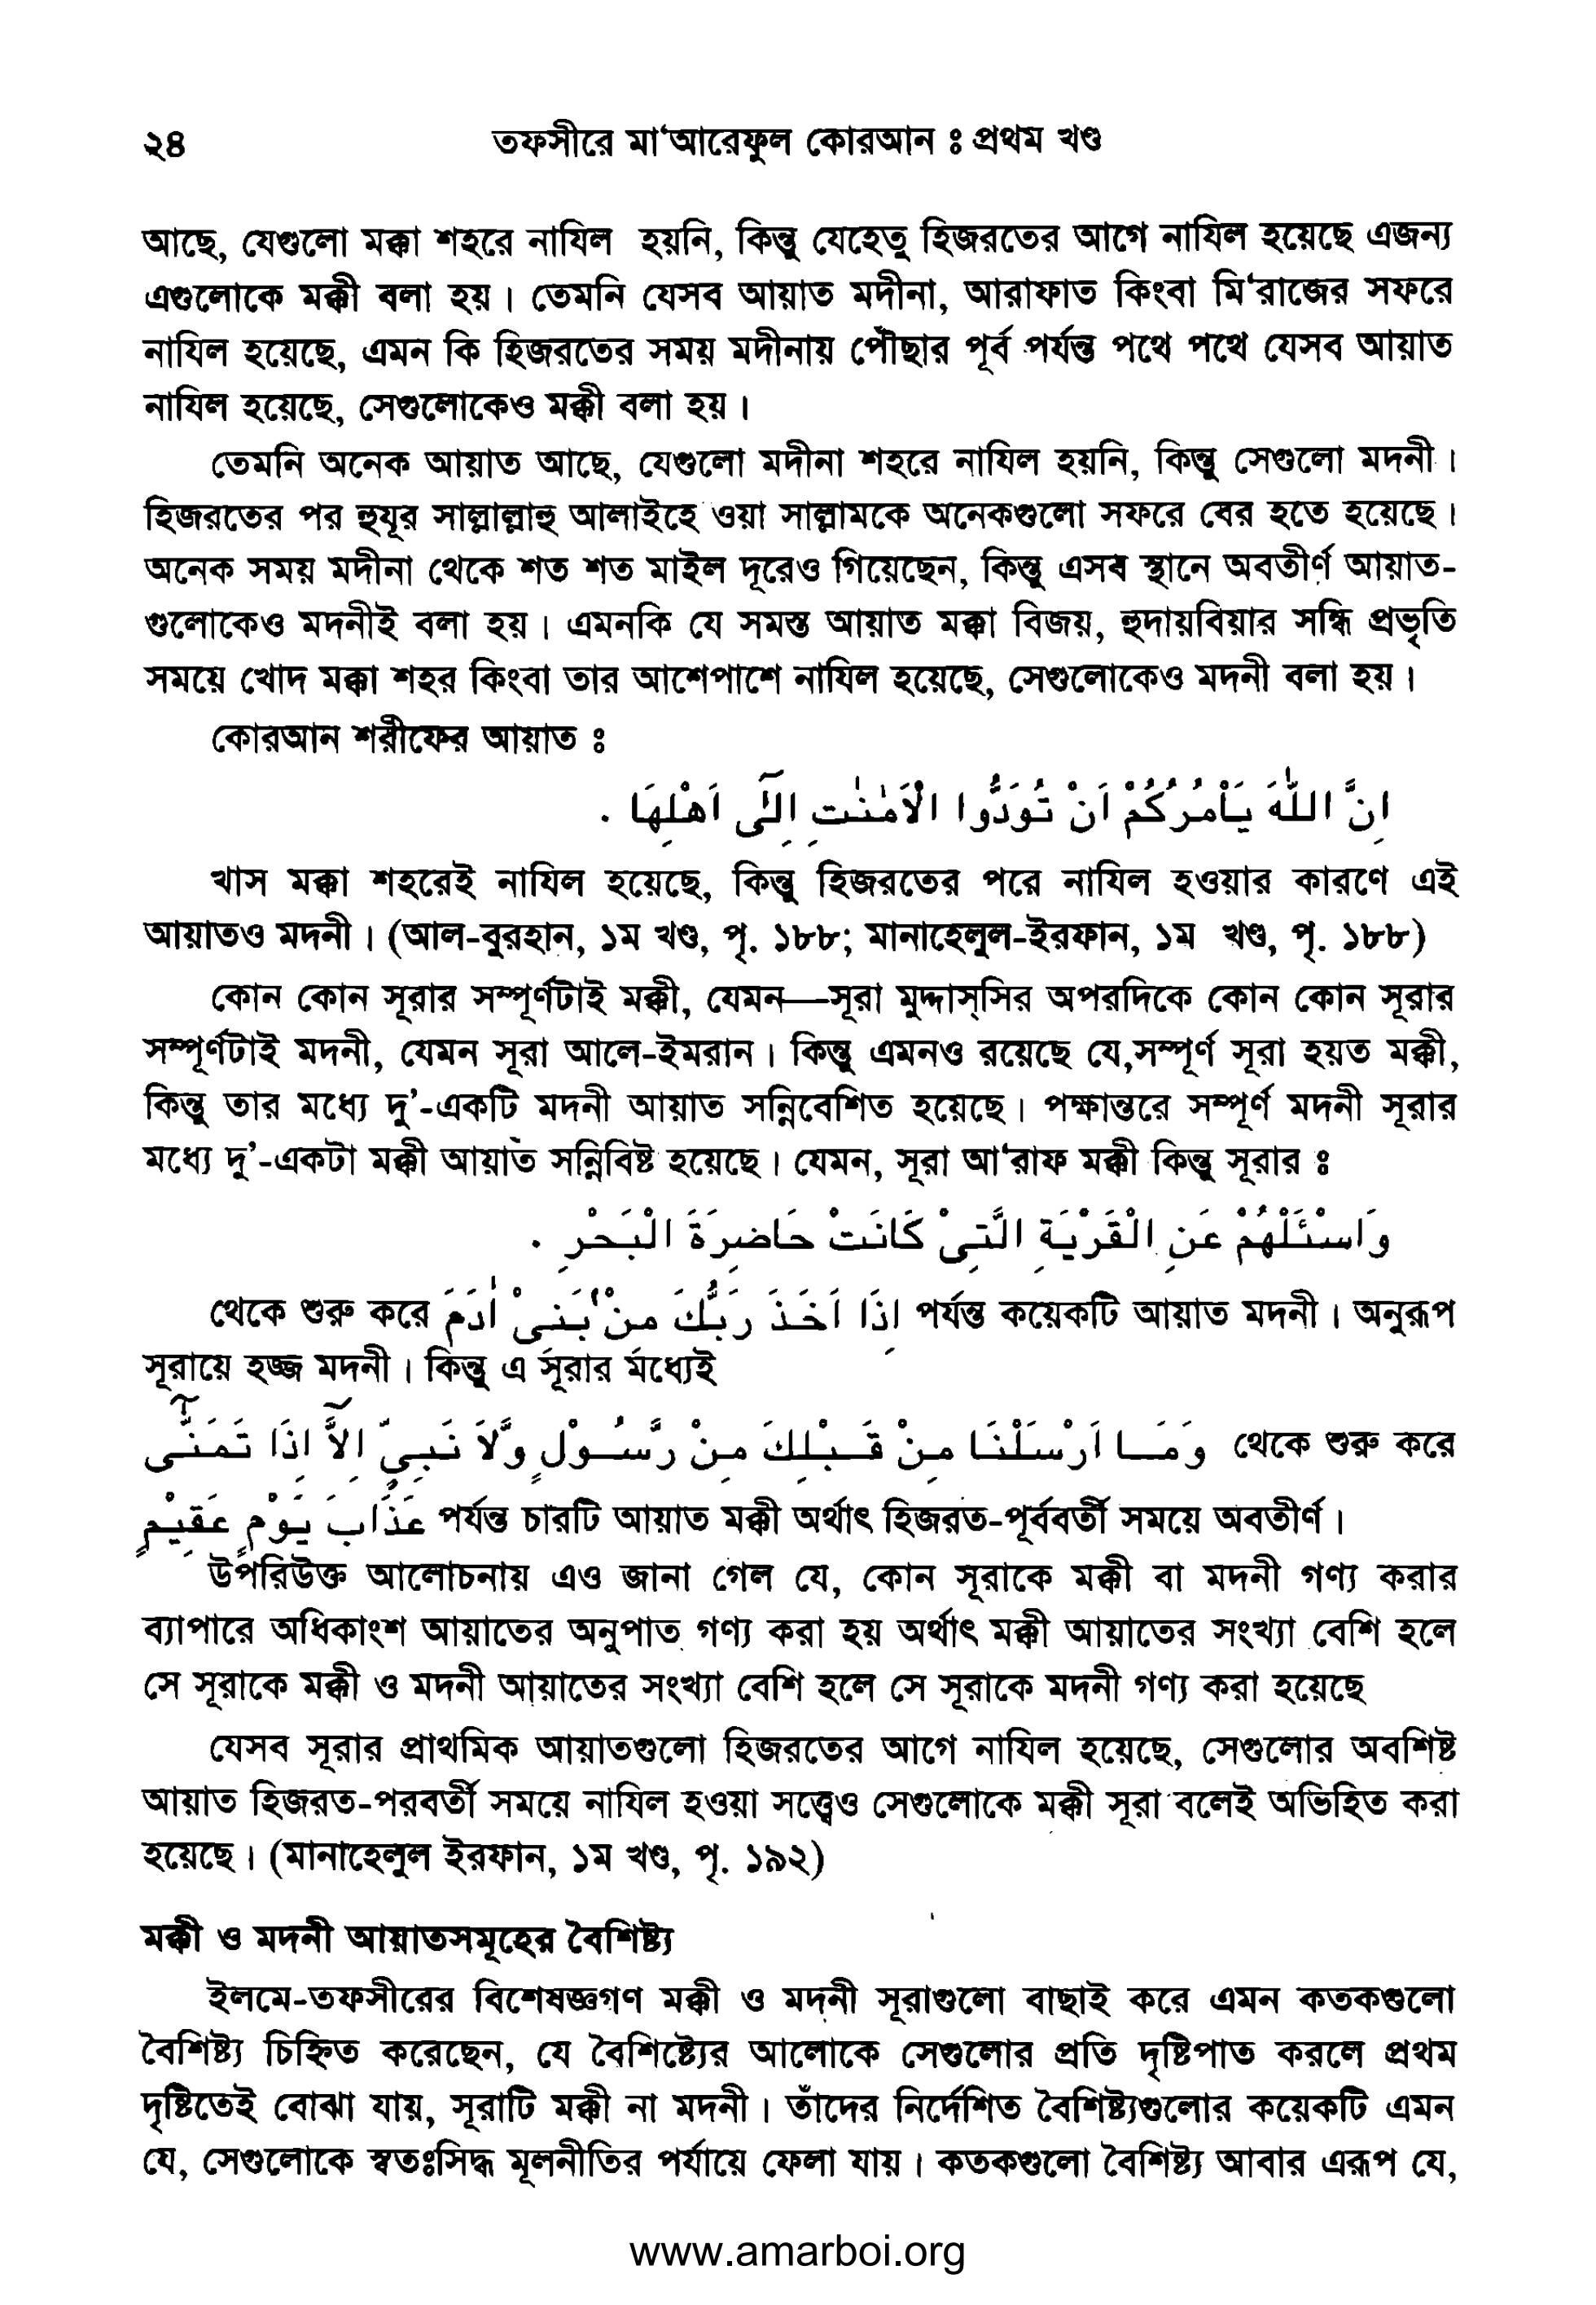 ২৪ তফসীরে মা‘আরেফুল কোরআন ঃ প্রথম খণ্ড
আছে, যেগুলো মক্কা শহরে নাযিল হয়নি, কিন্তু যেহেতু হিজরতের আগে নাযিল হয়েছে এজন্য
এগুলোকে মক্কী বলা হয়। তেমনি যেসব আয়াত মদীনা, আরাফাত কিংবা মি‘রাজের সফরে
নাযিল হয়েছে, এমন কি হিজরতের সময় মদীনায় পৌঁছার পূর্ব পর্যন্ত পথে পথে যেসব আয়াত
নাযিল হয়েছে, সেগুলোকেও মক্কী বলা হয়।
তেমনি অনেক আয়াত আছে, যেগুলো মদীনা শহরে নাযিল হয়নি, কিন্তু সেগুলো মদনী।
হিজরতের পর হুযূর সাল্লাল্লাহু আলাইহে ওয়া সাল্লামকে অনেকগুলো সফরে বের হতে হয়েছে।
অনেক সময় মদীনা থেকে শত শত মাইল দূরেও গিয়েছেন, কিন্তু এসব স্থানে অবতীর্ণ আয়াত-
গুলোকেও মদনীই বলা হয়। এমনকি যে সমস্ত আয়াত মক্কা বিজয়, হুদায়বিয়ার সন্ধি প্রভৃতি
সময়ে খোদ মক্কা শহর কিংবা তার আশেপাশে নাযিল হয়েছে, সেগুলোকেও মদনী বলা হয়।
কোরআন শরীফের আয়াত ঃ
اِنَّ اللّٰهَ يَاْمُرُكُمْ اَنْ تُوَدُّوا الْاَمٰنٰتِ اِلٰٓى اَهْلِهَا .
খাস মক্কা শহরেই নাযিল হয়েছে, কিন্তু হিজরতের পরে নাযিল হওয়ার কারণে এই
আয়াতও মদনী। (আল-বুরহান, ১ম খণ্ড, পৃ. ১৮৮; মানাহেলুল-ইরফান, ১ম খণ্ড, পৃ. ১৮৮)
কোন কোন সূরার সম্পূর্ণটাই মক্কী, যেমন—সূরা মুদ্দাস্সির অপরদিকে কোন কোন সূরার
সম্পূর্ণটাই মদনী, যেমন সূরা আলে-ইমরান। কিন্তু এমনও রয়েছে যে,সম্পূর্ণ সূরা হয়ত মক্কী,
কিন্তু তার মধ্যে দু’-একটি মদনী আয়াত সন্নিবেশিত হয়েছে। পক্ষান্তরে সম্পূর্ণ মদনী সূরার
মধ্যে দু’-একটা মক্কী আয়াত সন্নিবিষ্ট হয়েছে। যেমন, সূরা আ‘রাফ মক্কী কিন্তু সূরার ঃ
وَاسْئَلْهُمْ عَنِ الْقَرْيَةِ الَّتِىْ كَانَتْ حَاضِرَةَ الْبَحْرِ .
থেকে শুরু করে اِذَا اَخَذَ رَبُّكَ مِنْ بَنِىْ اٰدَمَ পর্যন্ত কয়েকটি আয়াত মদনী। অনুরূপ
সূরায়ে হজ্জ মদনী। কিন্তু এ সূরার মধ্যেই
وَمَا اَرْسَلْنَا مِنْ قَبْلِكَ مِنْ رَّسُوْلٍ وَّلَا نَبِىٍّ اِلَّآ اِذَا تَمَنّٰٓى থেকে শুরু করে
عَذَابَ يَوْمٍ عَقِيْمٍ পর্যন্ত চারটি আয়াত মক্কী অর্থাৎ হিজরত-পূর্ববর্তী সময়ে অবতীর্ণ।
উপরিউক্ত আলোচনায় এও জানা গেল যে, কোন সূরাকে মক্কী বা মদনী গণ্য করার
ব্যাপারে অধিকাংশ আয়াতের অনুপাত গণ্য করা হয় অর্থাৎ মক্কী আয়াতের সংখ্যা বেশি হলে
সে সূরাকে মক্কী ও মদনী আয়াতের সংখ্যা বেশি হলে সে সূরাকে মদনী গণ্য করা হয়েছে
যেসব সূরার প্রাথমিক আয়াতগুলো হিজরতের আগে নাযিল হয়েছে, সেগুলোর অবশিষ্ট
আয়াত হিজরত-পরবর্তী সময়ে নাযিল হওয়া সত্ত্বেও সেগুলোকে মক্কী সূরা বলেই অভিহিত করা
হয়েছে। (মানাহেলুল ইরফান, ১ম খণ্ড, পৃ. ১৯২)
মক্কী ও মদনী আয়াতসমূহের বৈশিষ্ট্য
ইলমে-তফসীরের বিশেষজ্ঞগণ মক্কী ও মদনী সূরাগুলো বাছাই করে এমন কতকগুলো
বৈশিষ্ট্য চিহ্নিত করেছেন, যে বৈশিষ্ট্যের আলোকে সেগুলোর প্রতি দৃষ্টিপাত করলে প্রথম
দৃষ্টিতেই বোঝা যায়, সূরাটি মক্কী না মদনী। তাঁদের নির্দেশিত বৈশিষ্ট্যগুলোর কয়েকটি এমন
যে, সেগুলোকে স্বতঃসিদ্ধ মূলনীতির পর্যায়ে ফেলা যায়। কতকগুলো বৈশিষ্ট্য আবার এরূপ যে,
www.amarboi.org